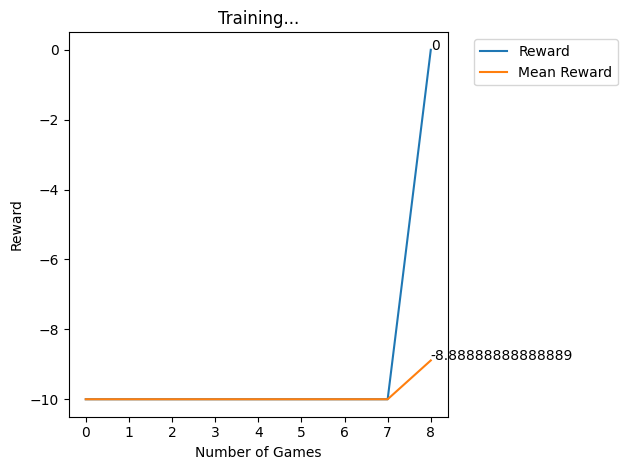 Training...
Reward
Mean Reward
0
-8.88888888888889
0
−2
−4
−6
−8
−10
Reward
0 1 2 3 4 5 6 7 8
Number of Games